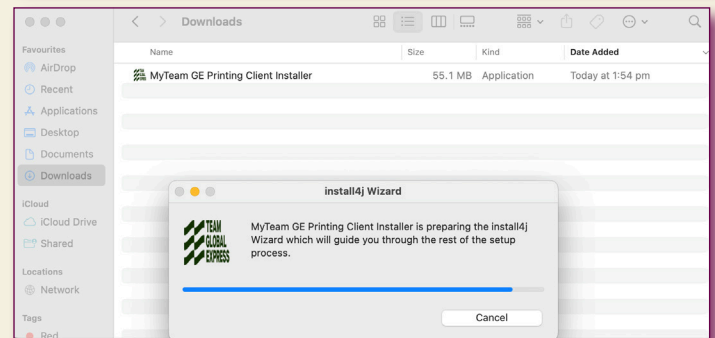 Downloads
Favourites
AirDrop
Recent
Applications
Desktop
Documents
Downloads
iCloud
iCloud Drive
Shared
Locations
Network
Tags
Red
Name Size Kind Date Added
MyTeam GE Printing Client Installer 55.1 MB Application Today at 1:54 pm
install4j Wizard
TEAM
GLOBAL
EXPRESS
MyTeam GE Printing Client Installer is preparing the install4j
Wizard which will guide you through the rest of the setup
process.
Cancel